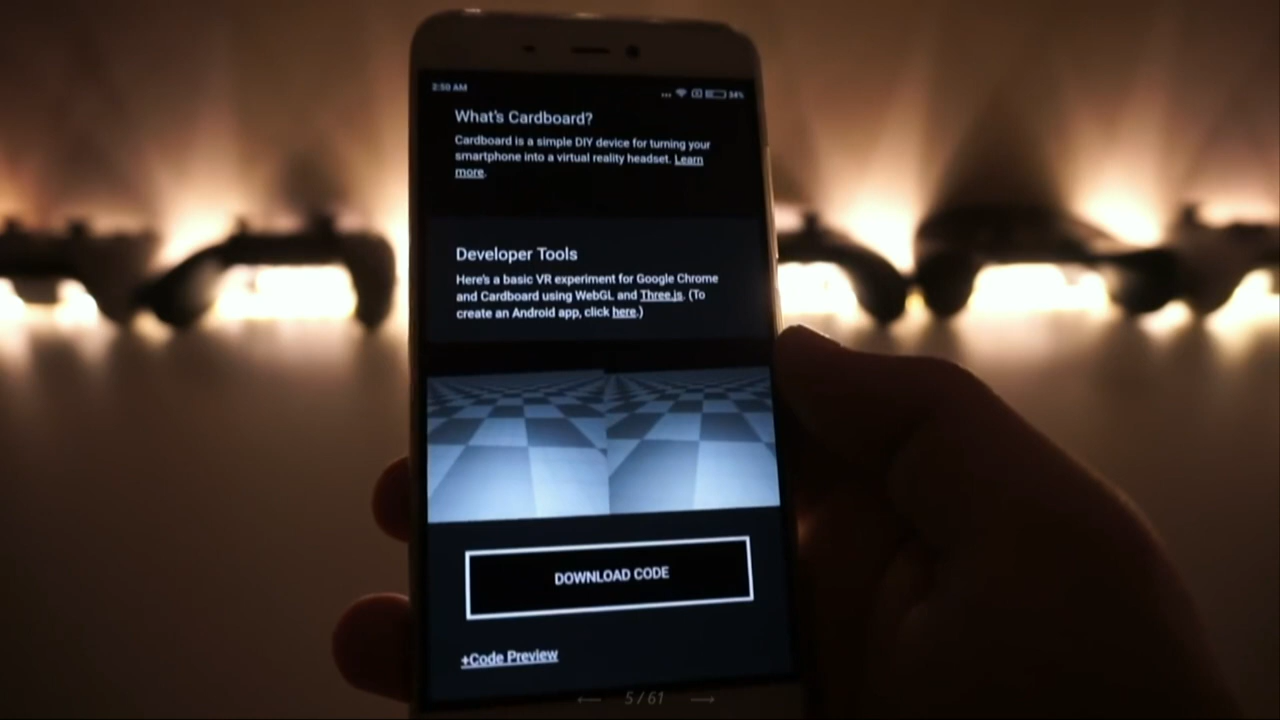 2:50 AM
34%
What's Cardboard?
Cardboard is a simple DIY device for turning your
smartphone into a virtual reality headset. Learn
more.
Developer Tools
Here's a basic VR experiment for Google Chrome
and Cardboard using WebGL and Three.js. (To
create an Android app, click here.)
DOWNLOAD CODE
+Code Preview
← 5 / 61 →